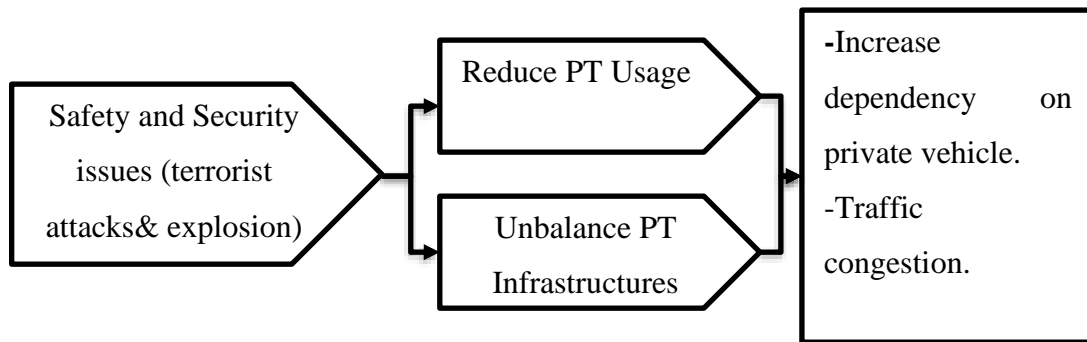 Safety and Security
issues (terrorist
attacks& explosion)
Reduce PT Usage
Unbalance PT
Infrastructures
-Increase
dependency on
private vehicle.
-Traffic
congestion.